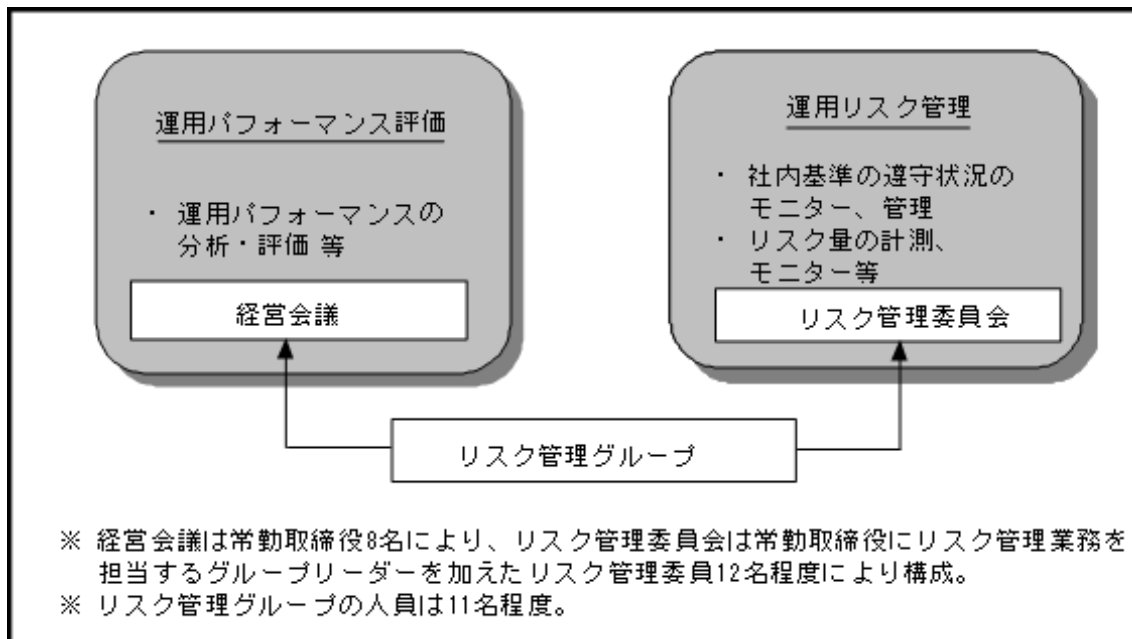 運用パフォーマンス評価
・ 運用パフォーマンスの
分析・評価 等
経営会議
運用リスク管理
・ 社内基準の遵守状況の
モニター、管理
・ リスク量の計測、
モニター等
リスク管理委員会
リスク管理グループ
※ 経営会議は常勤取締役8名により、リスク管理委員会は常勤取締役にリスク管理業務を
担当するグループリーダーを加えたリスク管理委員12名程度により構成。
※ リスク管理グループの人員は11名程度。